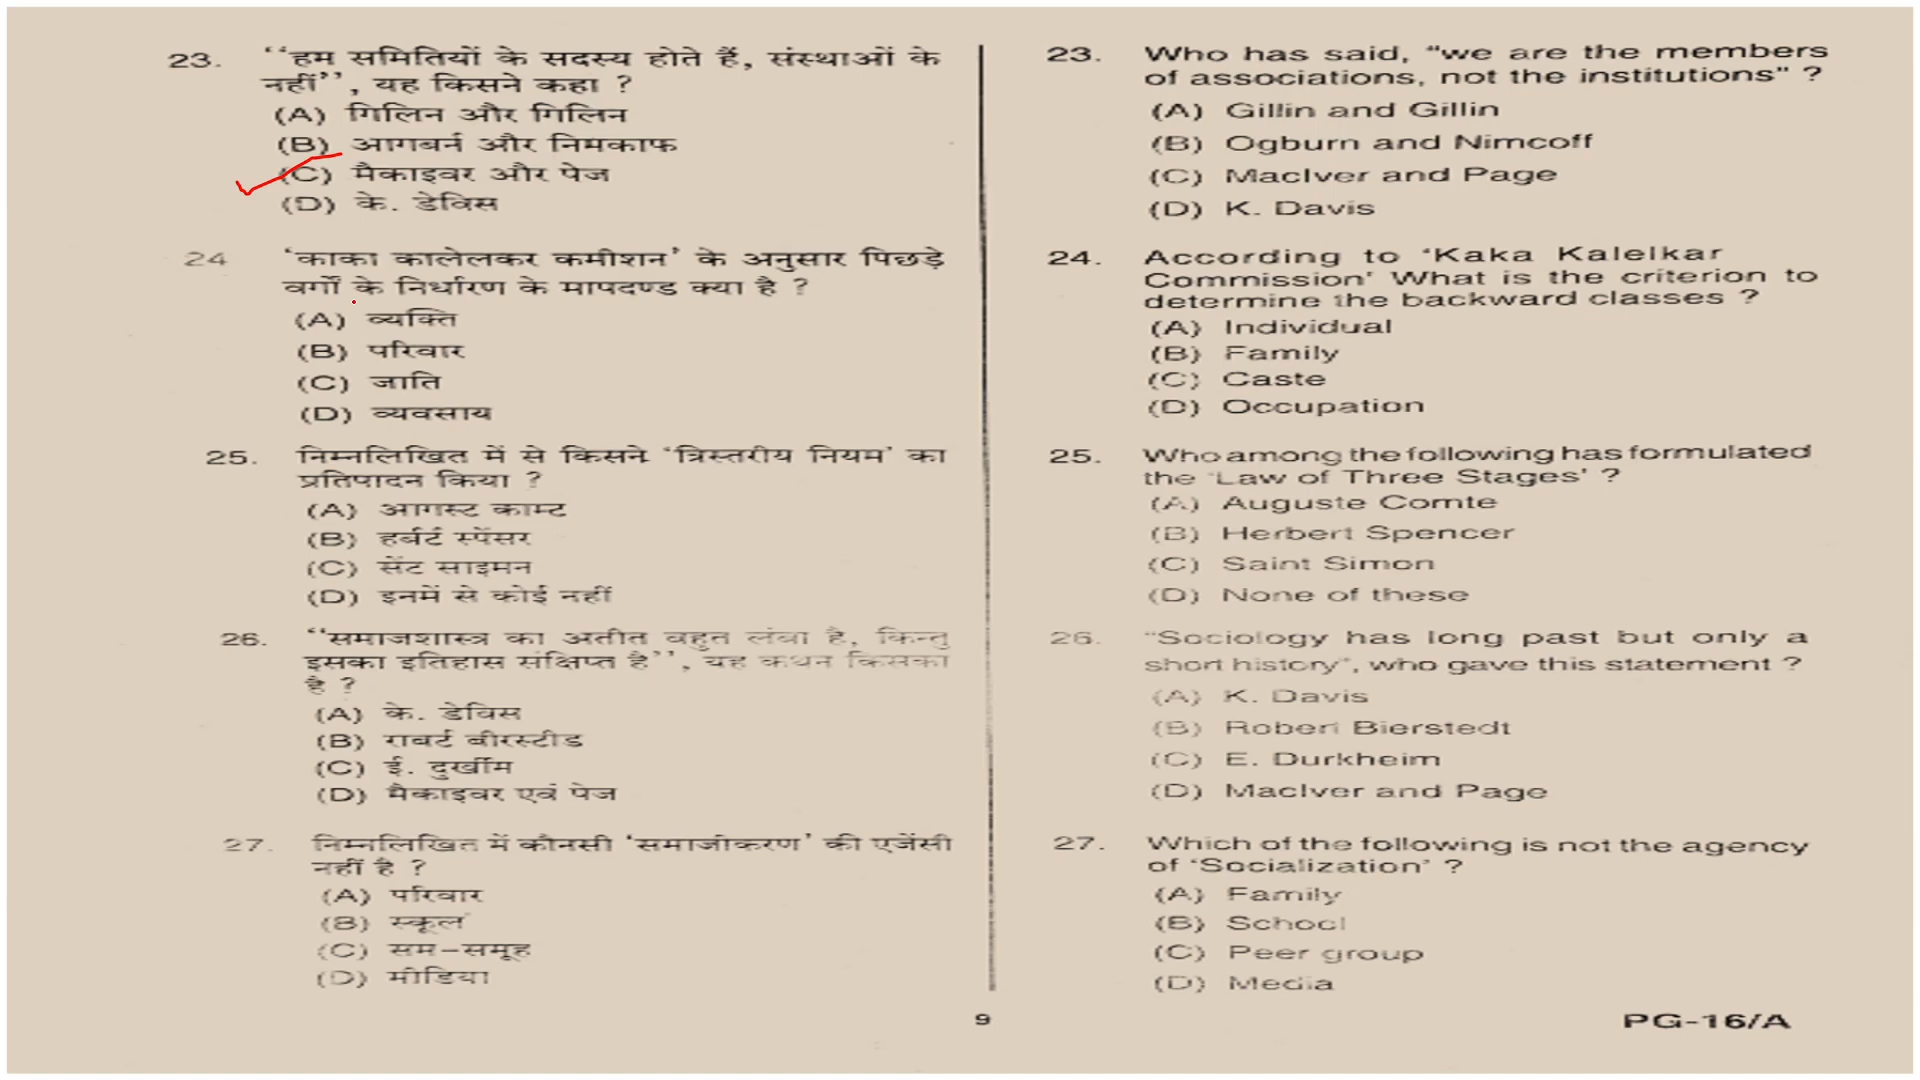 23. ‘‘हम समितियों के सदस्य होते हैं, संस्थाओं के
नहीं’’, यह किसने कहा ?
(A) गिलिन और गिलिन
(B) आगबर्न और निमकाफ
(C) मैकाइवर और पेज
(D) के. डेविस
24 ‘काका कालेलकर कमीशन’ के अनुसार पिछड़े
वर्गों के निर्धारण के मापदण्ड क्या है ?
(A) व्यक्ति
(B) परिवार
(C) जाति
(D) व्यवसाय
25. निम्नलिखित में से किसने ‘त्रिस्तरीय नियम’ का
प्रतिपादन किया ?
(A) आगस्ट काम्ट
(B) हर्बर्ट स्पेंसर
(C) सेंट साइमन
(D) इनमें से कोई नहीं
26. ‘‘समाजशास्त्र का अतीत बहुत लंबा है, किन्तु
इसका इतिहास संक्षिप्त है’’, यह कथन किसका
है ?
(A) के. डेविस
(B) राबर्ट बीरस्टीड
(C) ई. दुर्खीम
(D) मैकाइवर एवं पेज
27. निम्नलिखित में कौनसी ‘समाजीकरण’ की एजेंसी
नहीं है ?
(A) परिवार
(B) स्कूल
(C) सम-समूह
(D) मीडिया
23. Who has said, “we are the members
of associations, not the institutions” ?
(A) Gillin and Gillin
(B) Ogburn and Nimcoff
(C) MacIver and Page
(D) K. Davis
24. According to ‘Kaka Kalelkar
Commission’ What is the criterion to
determine the backward classes ?
(A) Individual
(B) Family
(C) Caste
(D) Occupation
25. Who among the following has formulated
the ‘Law of Three Stages’ ?
(A) Auguste Comte
(B) Herbert Spencer
(C) Saint Simon
(D) None of these
26. “Sociology has long past but only a
short history”, who gave this statement ?
(A) K. Davis
(B) Robert Bierstedt
(C) E. Durkheim
(D) MacIver and Page
27. Which of the following is not the agency
of ‘Socialization’ ?
(A) Family
(B) School
(C) Peer group
(D) Media
9
PG-16/A